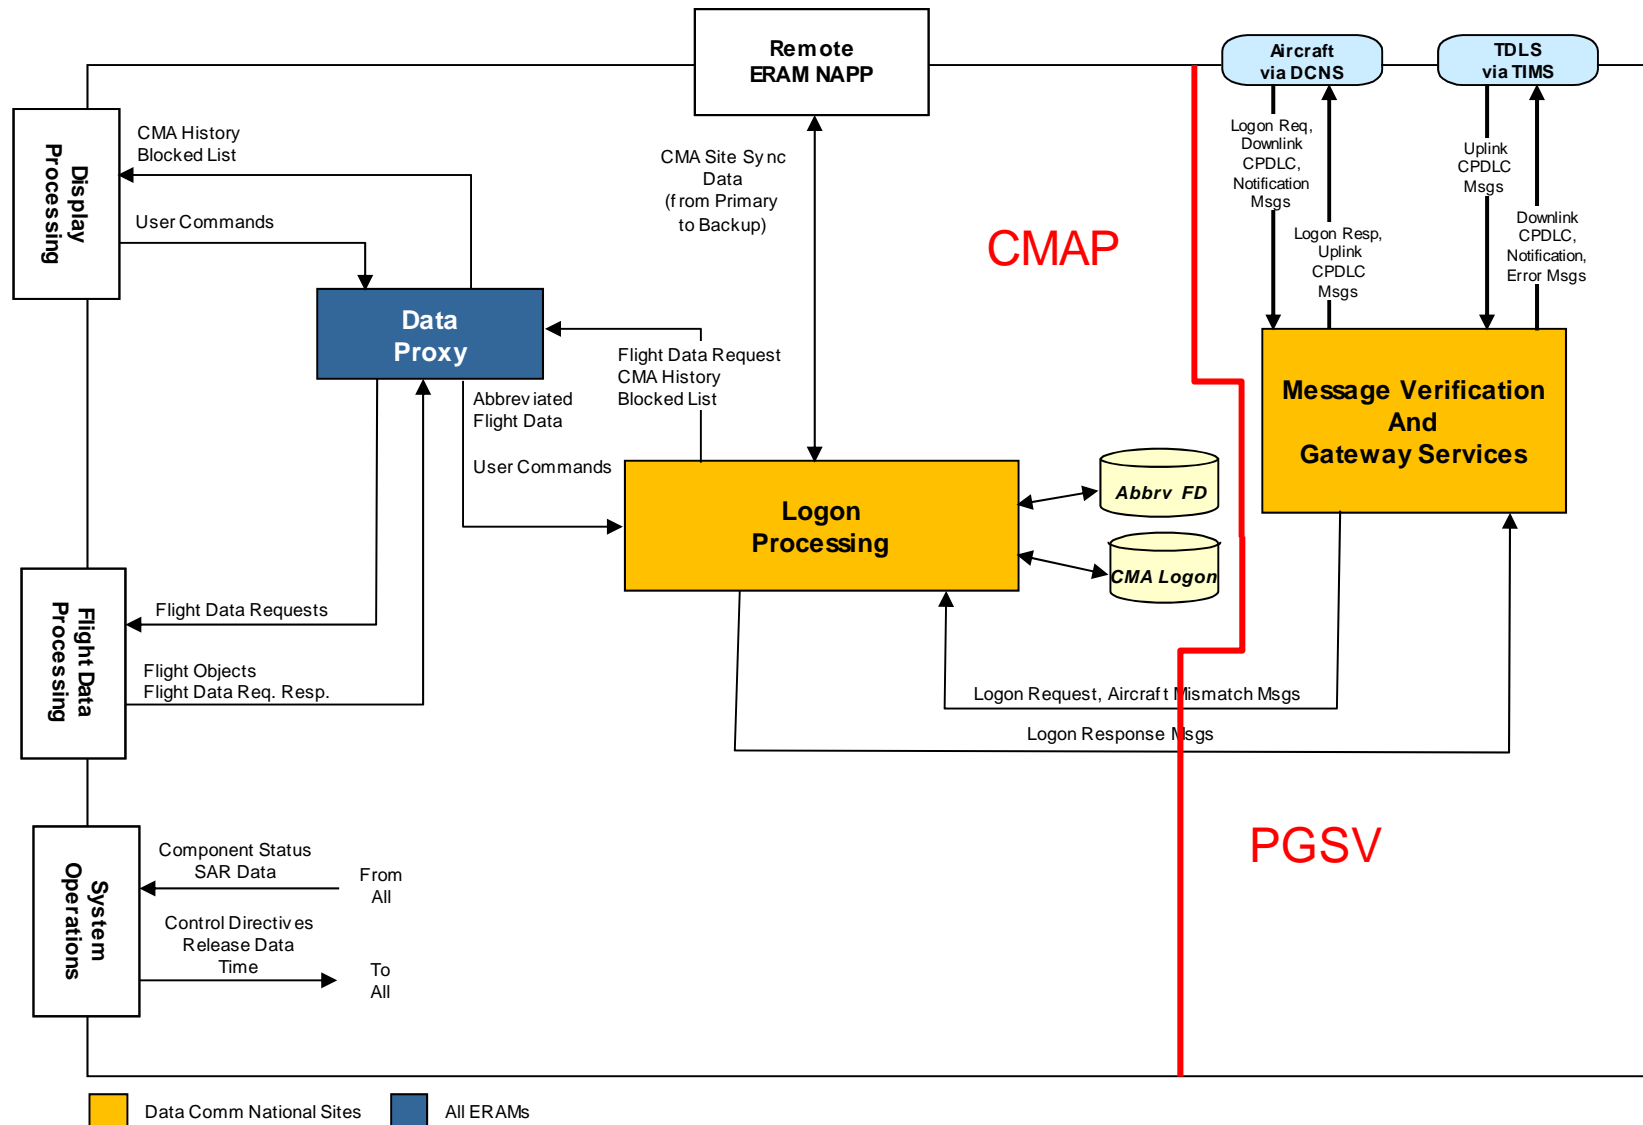 Remote
ERAM NAPP
Aircraft
via DCNS
TDLS
via TIMS
Display
Processing
CMA History
Blocked List
User Commands
CMA Site Sync
Data
(from Primary
to Backup)
CMAP
Logon Req,
Downlink
CPDLC,
Notification
Msgs
Logon Resp,
Uplink
CPDLC
Msgs
Uplink
CPDLC
Msgs
Downlink
CPDLC,
Notification,
Error Msgs
Data
Proxy
Flight Data Request
CMA History
Blocked List
Abbreviated
Flight Data
User Commands
Message Verification
And
Gateway Services
Logon
Processing
Abbrv FD
CMA Logon
Flight Data
Processing
Flight Data Requests
Flight Objects
Flight Data Req. Resp.
Logon Request, Aircraft Mismatch Msgs
Logon Response Msgs
PGSV
System
Operations
Component Status
SAR Data
From
All
Control Directives
Release Data
Time
To
All
Data Comm National Sites
All ERAMs